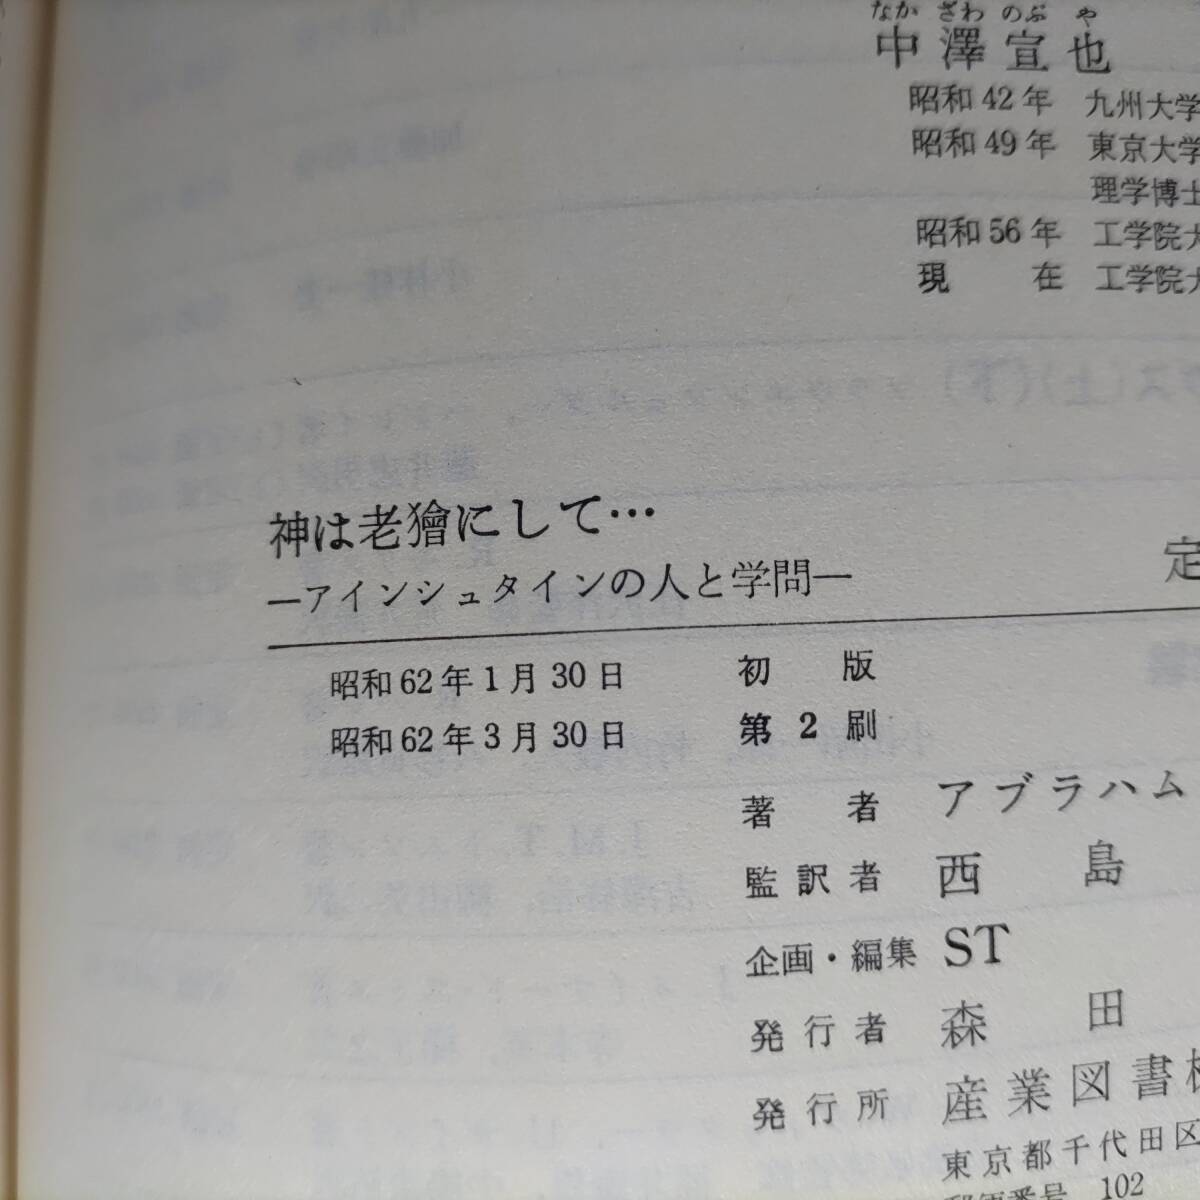 なか ざわ のぶ や
中澤宣也
昭和42年 九州大学
昭和49年 東京大学
理学博士
昭和56年 工学院大
現 在 工学院大
神は老獪にして…
―アインシュタインの人と学問―
定
昭和62年1月30日 初 版
昭和62年3月30日 第2刷
著 者 アブラハム
監訳者 西 島
企画・編集 ST
発行者 森 田
発行所 産業図書株
東京都千代田区
郵便番号 102